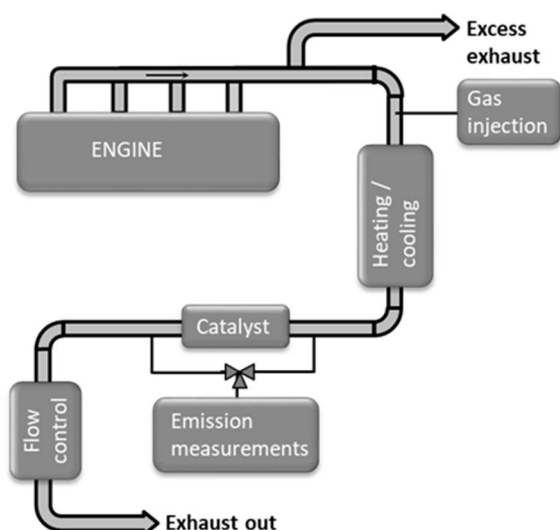 Excess
exhaust
Gas
injection
ENGINE
Heating /
cooling
Catalyst
Flow
control
Emission
measurements
Exhaust out